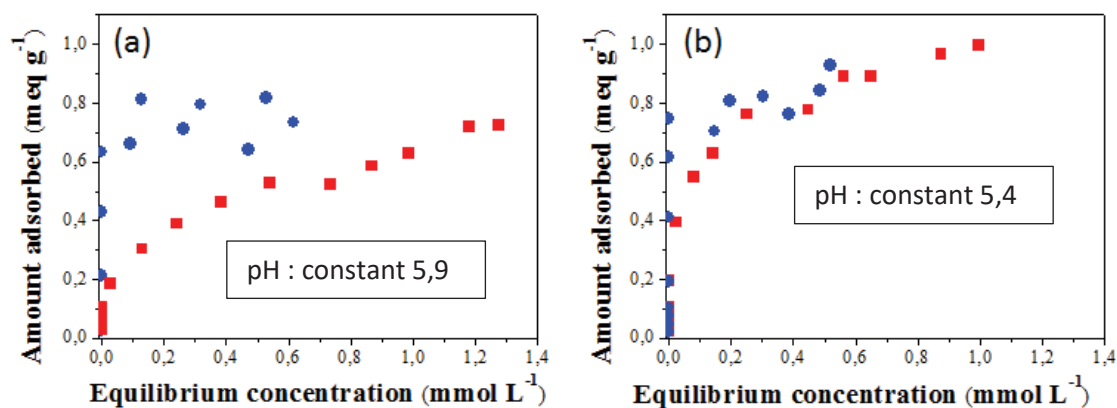 (a)
Amount adsorbed (meq g⁻¹)
1,0
0,8
0,6
0,4
0,2
0,0
pH : constant 5,9
0,0 0,2 0,4 0,6 0,8 1,0 1,2 1,4
Equilibrium concentration (mmol L⁻¹)
(b)
Amount adsorbed (meq g⁻¹)
1,0
0,8
0,6
0,4
0,2
0,0
pH : constant 5,4
0,0 0,2 0,4 0,6 0,8 1,0 1,2 1,4
Equilibrium concentration (mmol L⁻¹)